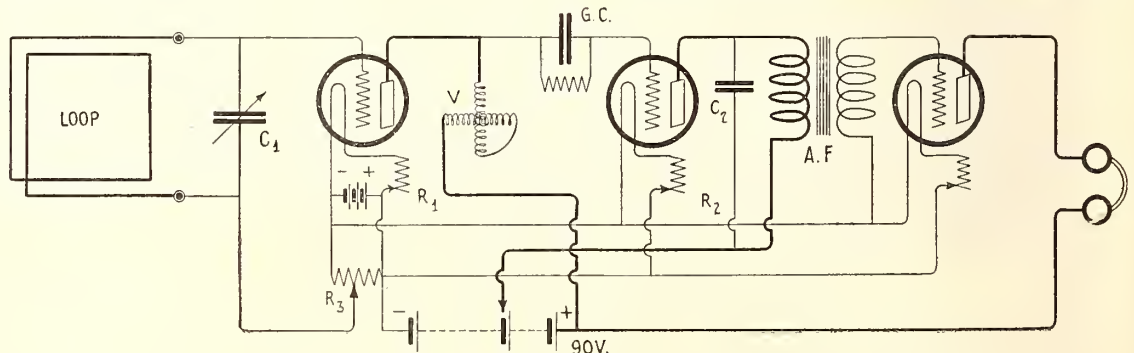 G.C.
LOOP
C1
V
C2
A.F
R1
R2
R3
- +
- +
90V.